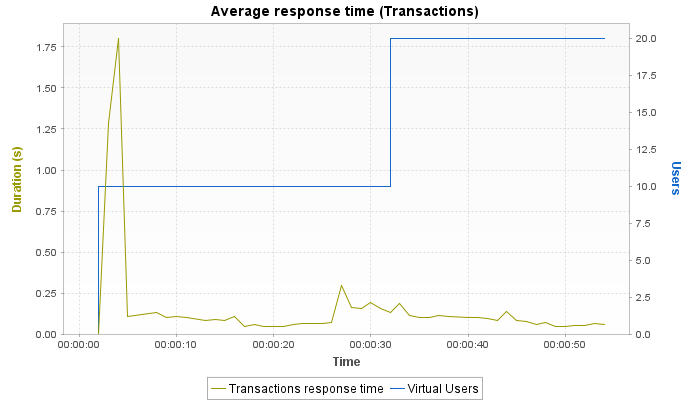 Average response time (Transactions)
1.75
1.50
1.25
1.00
0.75
0.50
0.25
0.00
Duration (s)
20.0
17.5
15.0
12.5
10.0
7.5
5.0
2.5
0.0
Users
00:00:00 00:00:10 00:00:20 00:00:30 00:00:40 00:00:50
Time
Transactions response time Virtual Users